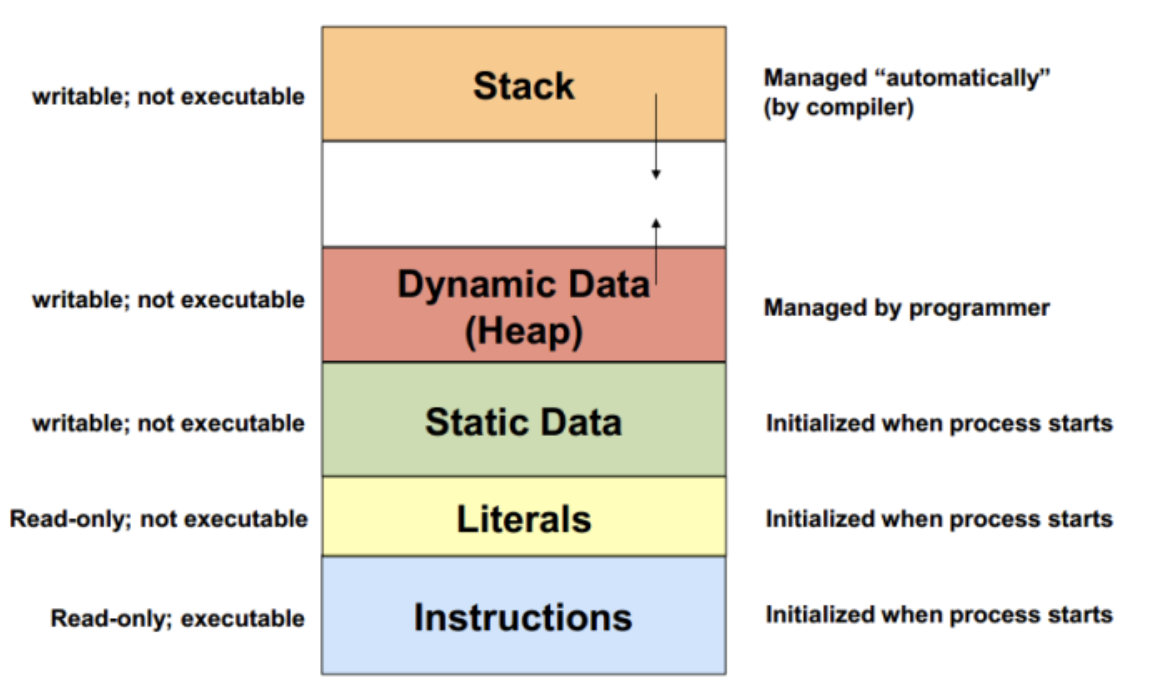 writable; not executable
Stack
Managed “automatically”
(by compiler)
writable; not executable
Dynamic Data
(Heap)
Managed by programmer
writable; not executable
Static Data
Initialized when process starts
Read-only; not executable
Literals
Initialized when process starts
Read-only; executable
Instructions
Initialized when process starts